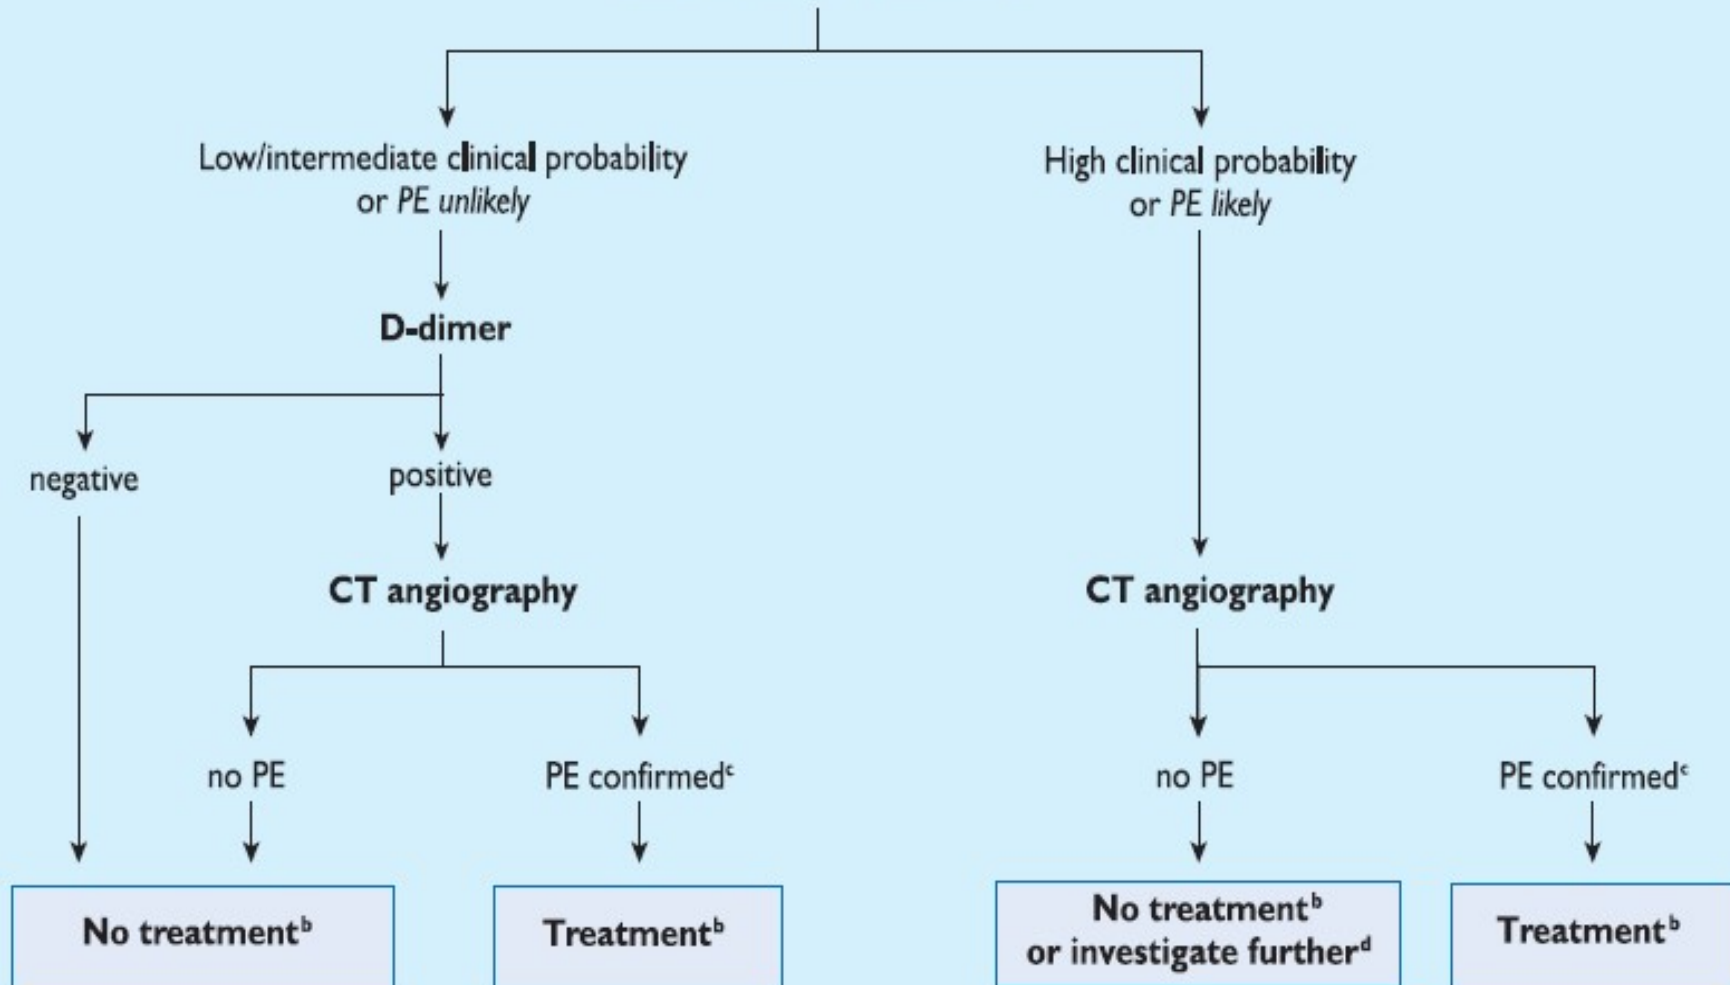 Low/intermediate clinical probability
or PE unlikely
High clinical probability
or PE likely
D-dimer
negative
positive
CT angiography
CT angiography
no PE
PE confirmedᶜ
no PE
PE confirmedᶜ
No treatmentᵇ
Treatmentᵇ
No treatmentᵇ
or investigate furtherᵈ
Treatmentᵇ